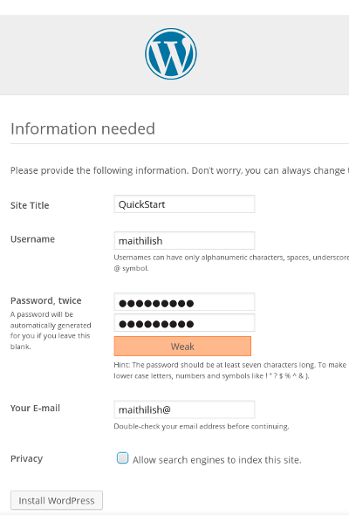 Information needed
Please provide the following information. Don't worry, you can always change
Site Title
QuickStart
Username
maithilish
Usernames can have only alphanumeric characters, spaces, underscore
@ symbol.
Password, twice
A password will be
automatically generated
for you if you leave this
blank.
●●●●●●●●●
●●●●●●●●●
Weak
Hint: The password should be at least seven characters long. To make
lower case letters, numbers and symbols like ! " ? $ % ^ & ).
Your E-mail
maithilish@
Double-check your email address before continuing.
Privacy
Allow search engines to index this site.
Install WordPress